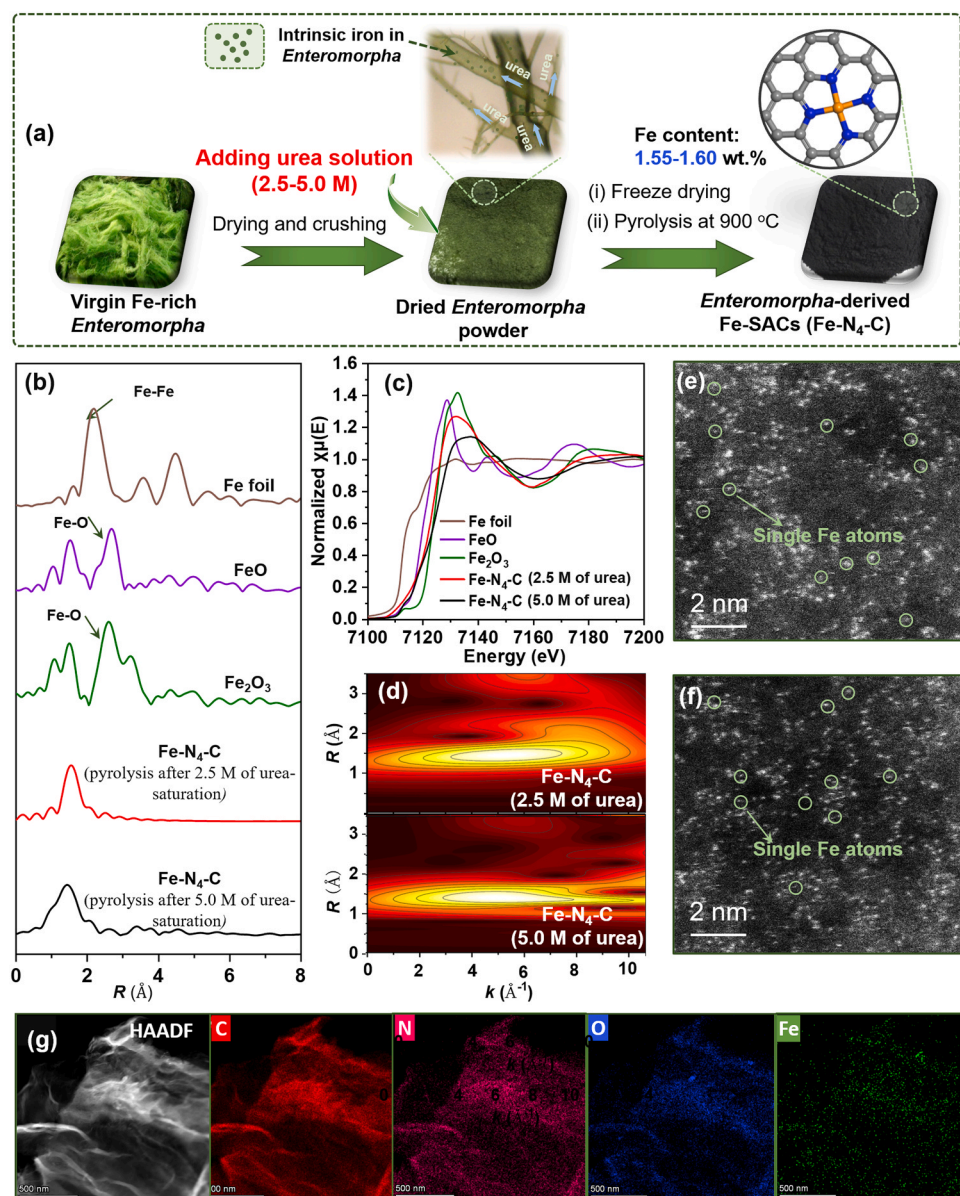 (a)
Intrinsic iron in
Enteromorpha
urea
urea
urea
urea
Adding urea solution
(2.5-5.0 M)
Drying and crushing
Fe content:
1.55-1.60 wt.%
(i) Freeze drying
(ii) Pyrolysis at 900 °C
Virgin Fe-rich
Enteromorpha
Dried Enteromorpha
powder
Enteromorpha-derived
Fe-SACs (Fe-N₄-C)
(b)
Fe-Fe
Fe foil
Fe-O
FeO
Fe-O
Fe₂O₃
Fe-N₄-C
(pyrolysis after 2.5 M of urea-
saturation)
Fe-N₄-C
(pyrolysis after 5.0 M of urea-
saturation)
0 2 4 6 8
R (Å)
(c)
Normalized χμ(E)
1.4
1.2
1.0
0.8
0.6
0.4
0.2
0.0
Fe foil
FeO
Fe₂O₃
Fe-N₄-C (2.5 M of urea)
Fe-N₄-C (5.0 M of urea)
7100 7120 7140 7160 7180 7200
Energy (eV)
(d)
R (Å)
3
2
1
0
Fe-N₄-C
(2.5 M of urea)
R (Å)
3
2
1
0
Fe-N₄-C
(5.0 M of urea)
0 2 4 6 8 10
k (Å⁻¹)
(e)
Single Fe atoms
2 nm
(f)
Single Fe atoms
2 nm
(g)
HAADF
500 nm
C
00 nm
N
4 6 8 10
500 nm
O
500 nm
Fe
500 nm